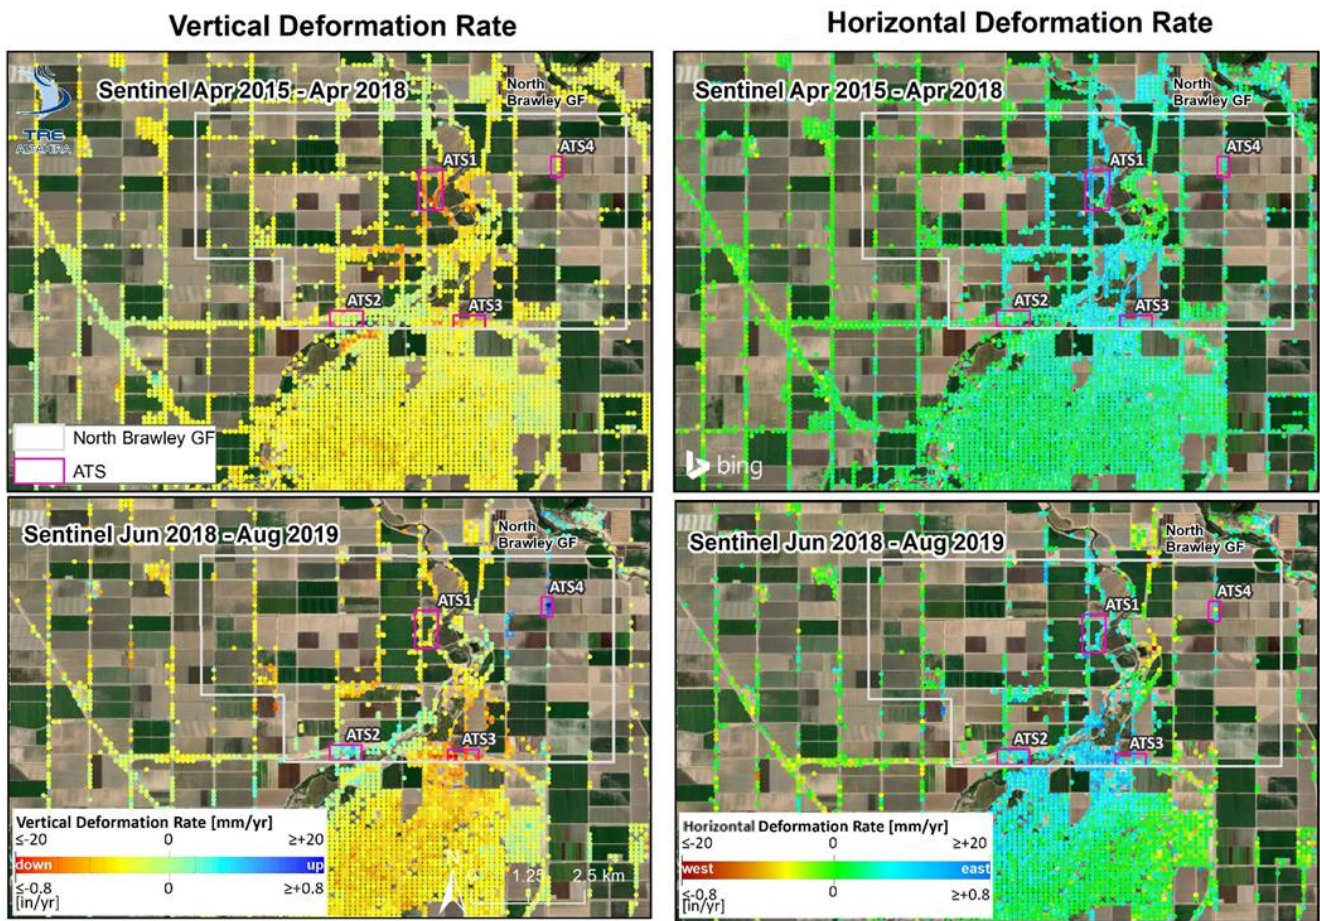 Vertical Deformation Rate
Horizontal Deformation Rate
Sentinel Apr 2015 - Apr 2018
North
Brawley GF
TRE
ALTAMIRA
ATS1
ATS4
ATS2
ATS3
North Brawley GF
ATS
Sentinel Apr 2015 - Apr 2018
North
Brawley GF
ATS1
ATS4
ATS2
ATS3
bing
Sentinel Jun 2018 - Aug 2019
North
Brawley GF
ATS4
ATS1
ATS2
ATS3
Vertical Deformation Rate [mm/yr]
≤-20 0 ≥+20
down up
≤-0.8 0 ≥+0.8
[in/yr]
N
0 1.25 2.5 km
Sentinel Jun 2018 - Aug 2019
North
Brawley GF
ATS4
ATS1
ATS2
ATS3
Horizontal Deformation Rate [mm/yr]
≤-20 0 ≥+20
west east
≤-0.8 0 ≥+0.8
[in/yr]